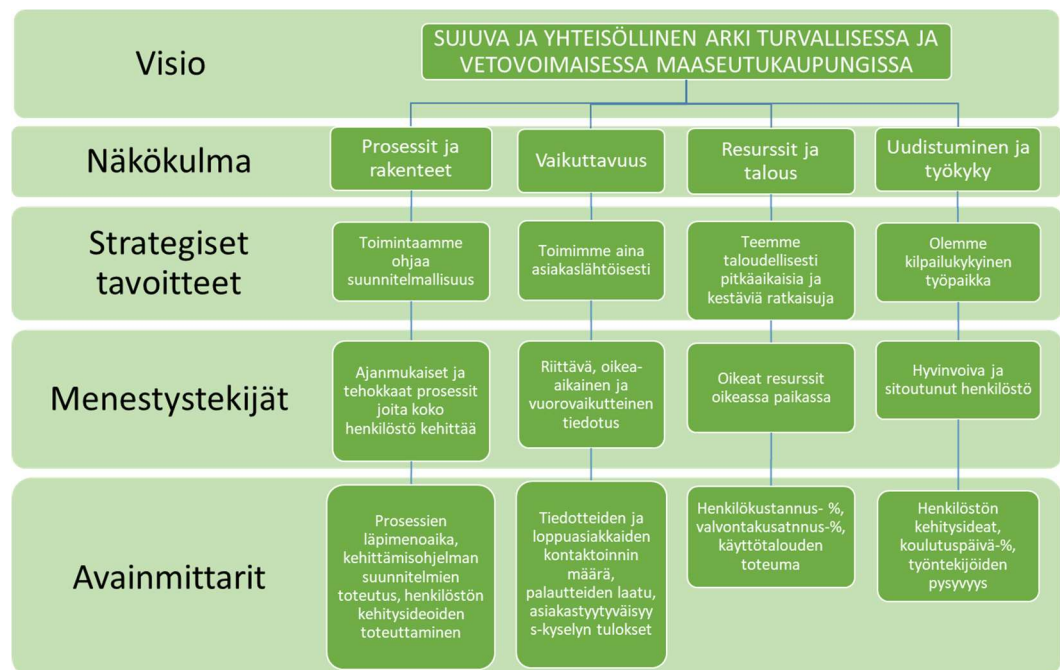 Visio
SUJUVA JA YHTEISÖLLINEN ARKI TURVALLISESSA JA
VETOVOIMAISESSA MAASEUTUKAUPUNGISSA
Näkökulma
Prosessit ja
rakenteet
Vaikuttavuus
Resurssit ja
talous
Uudistuminen ja
työkyky
Strategiset
tavoitteet
Toimintaamme
ohjaa
suunnitelmallisuus
Toimimme aina
asiakaslähtöisesti
Teemme
taloudellisesti
pitkäaikaisia ja
kestäviä ratkaisuja
Olemme
kilpailukykyinen
työpaikka
Menestystekijät
Ajanmukaiset ja
tehokkaat prosessit
joita koko
henkilöstö kehittää
Riittävä, oikea-
aikainen ja
vuorovaikutteinen
tiedotus
Oikeat resurssit
oikeassa paikassa
Hyvinvoiva ja
sitoutunut henkilöstö
Avainmittarit
Prosessien
läpimenoaika,
kehittämisohjelman
suunnitelmien
toteutus, henkilöstön
kehitysideoiden
toteuttaminen
Tiedotteiden ja
loppuasiakkaiden
kontaktoinnin
määrä,
palautteiden laatu,
asiakastyytyväisyy
s-kyselyn tulokset
Henkilökustannus- %,
valvontakusatnnus-%,
käyttötalouden
toteuma
Henkilöstön
kehitysideat,
koulutuspäivä-%,
työntekijöiden
pysyvyys